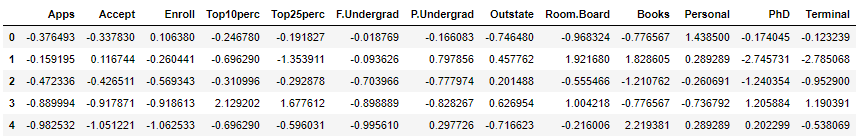 Apps Accept Enroll Top10perc Top25perc F.Undergrad P.Undergrad Outstate Room.Board Books Personal PhD Terminal
0 -0.376493 -0.337830 0.106380 -0.246780 -0.191827 -0.018769 -0.166083 -0.746480 -0.968324 -0.776567 1.438500 -0.174045 -0.123239
1 -0.159195 0.116744 -0.260441 -0.696290 -1.353911 -0.093626 0.797856 0.457762 1.921680 1.828605 0.289289 -2.745731 -2.785068
2 -0.472336 -0.426511 -0.569343 -0.310996 -0.292878 -0.703966 -0.777974 0.201488 -0.555466 -1.210762 -0.260691 -1.240354 -0.952900
3 -0.889994 -0.917871 -0.918613 2.129202 1.677612 -0.898889 -0.828267 0.626954 1.004218 -0.776567 -0.736792 1.205884 1.190391
4 -0.982532 -1.051221 -1.062533 -0.696290 -0.596031 -0.995610 0.297726 -0.716623 -0.216006 2.219381 0.289289 0.202299 -0.538069